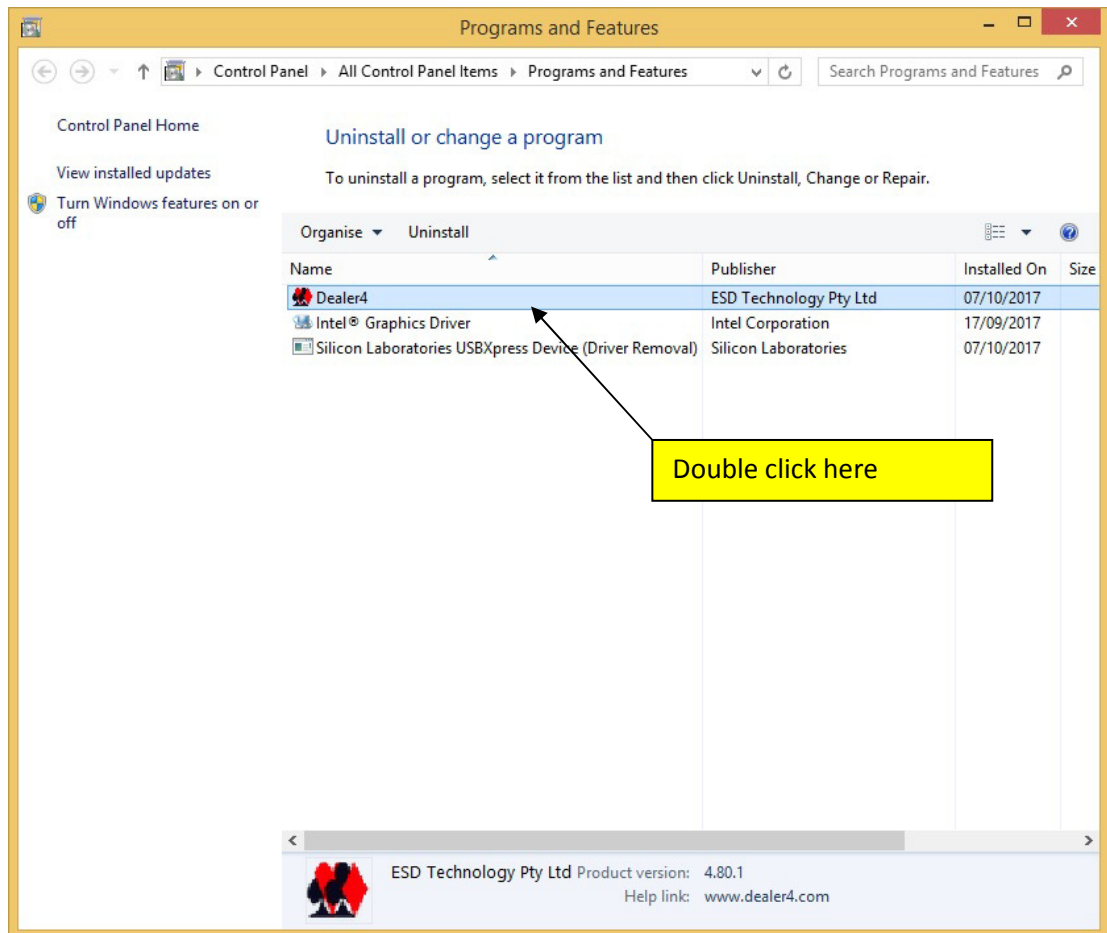 Programs and Features
Control Panel All Control Panel Items Programs and Features
Search Programs and Features
Control Panel Home
View installed updates
Turn Windows features on or
off
Uninstall or change a program
To uninstall a program, select it from the list and then click Uninstall, Change or Repair.
Organise Uninstall
Name Publisher Installed On Size
Dealer4 ESD Technology Pty Ltd 07/10/2017
Intel® Graphics Driver Intel Corporation 17/09/2017
Silicon Laboratories USBXpress Device (Driver Removal) Silicon Laboratories 07/10/2017
Double click here
ESD Technology Pty Ltd Product version: 4.80.1
Help link: www.dealer4.com